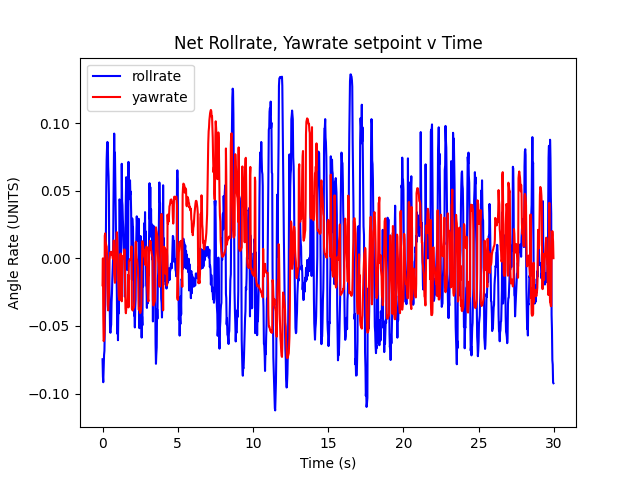 Net Rollrate, Yawrate setpoint v Time
rollrate
yawrate
Angle Rate (UNITS)
0.10
0.05
0.00
−0.05
−0.10
0 5 10 15 20 25 30
Time (s)